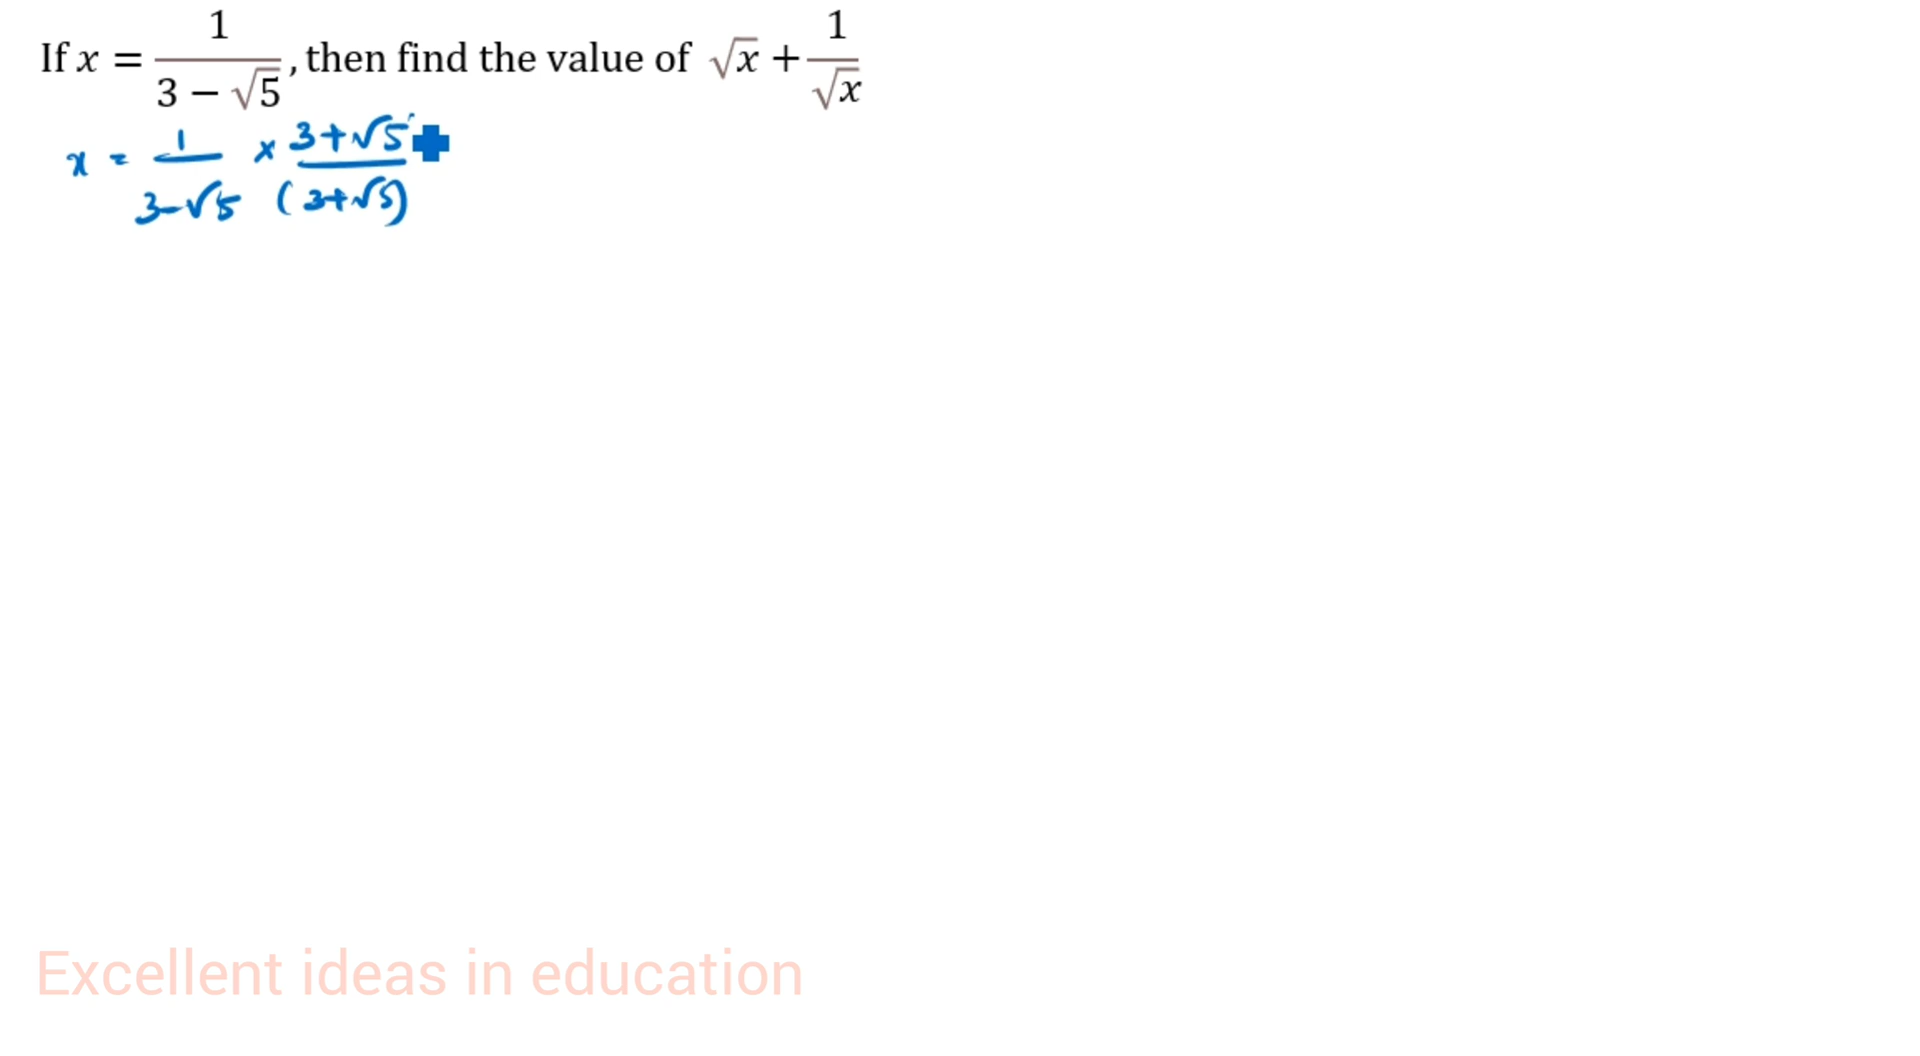 If x = 1/(3 − √5), then find the value of √x + 1/√x
x = 1/(3-√5) × (3+√5)/(3+√5)
Excellent ideas in education